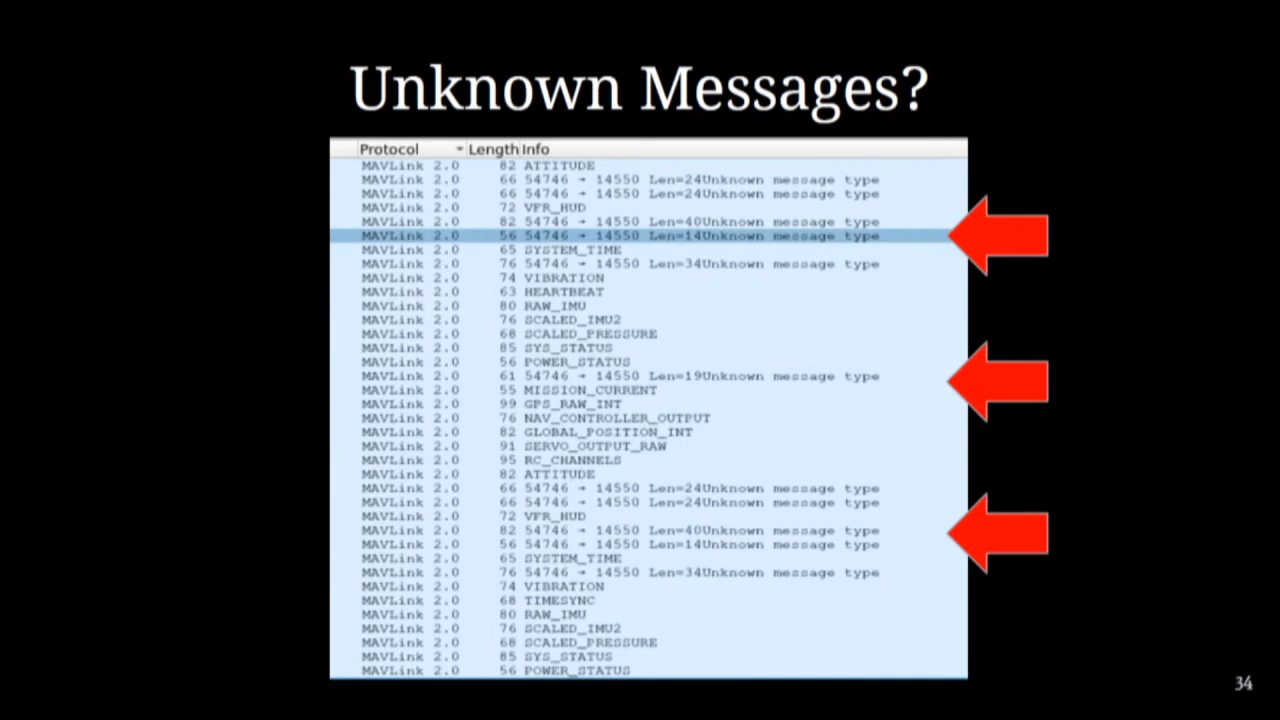 Unknown Messages?
Protocol Length Info
MAVLink 2.0 82 ATTITUDE
MAVLink 2.0 66 54746 → 14550 Len=24Unknown message type
MAVLink 2.0 66 54746 → 14550 Len=24Unknown message type
MAVLink 2.0 72 VFR_HUD
MAVLink 2.0 82 54746 → 14550 Len=40Unknown message type
MAVLink 2.0 56 54746 → 14550 Len=14Unknown message type
MAVLink 2.0 65 SYSTEM_TIME
MAVLink 2.0 76 54746 → 14550 Len=34Unknown message type
MAVLink 2.0 74 VIBRATION
MAVLink 2.0 63 HEARTBEAT
MAVLink 2.0 80 RAW_IMU
MAVLink 2.0 76 SCALED_IMU2
MAVLink 2.0 68 SCALED_PRESSURE
MAVLink 2.0 85 SYS_STATUS
MAVLink 2.0 56 POWER_STATUS
MAVLink 2.0 61 54746 → 14550 Len=19Unknown message type
MAVLink 2.0 55 MISSION_CURRENT
MAVLink 2.0 99 GPS_RAW_INT
MAVLink 2.0 76 NAV_CONTROLLER_OUTPUT
MAVLink 2.0 82 GLOBAL_POSITION_INT
MAVLink 2.0 91 SERVO_OUTPUT_RAW
MAVLink 2.0 95 RC_CHANNELS
MAVLink 2.0 82 ATTITUDE
MAVLink 2.0 66 54746 → 14550 Len=24Unknown message type
MAVLink 2.0 66 54746 → 14550 Len=24Unknown message type
MAVLink 2.0 72 VFR_HUD
MAVLink 2.0 82 54746 → 14550 Len=40Unknown message type
MAVLink 2.0 56 54746 → 14550 Len=14Unknown message type
MAVLink 2.0 65 SYSTEM_TIME
MAVLink 2.0 76 54746 → 14550 Len=34Unknown message type
MAVLink 2.0 74 VIBRATION
MAVLink 2.0 68 TIMESYNC
MAVLink 2.0 80 RAW_IMU
MAVLink 2.0 76 SCALED_IMU2
MAVLink 2.0 68 SCALED_PRESSURE
MAVLink 2.0 85 SYS_STATUS
MAVLink 2.0 56 POWER_STATUS
34